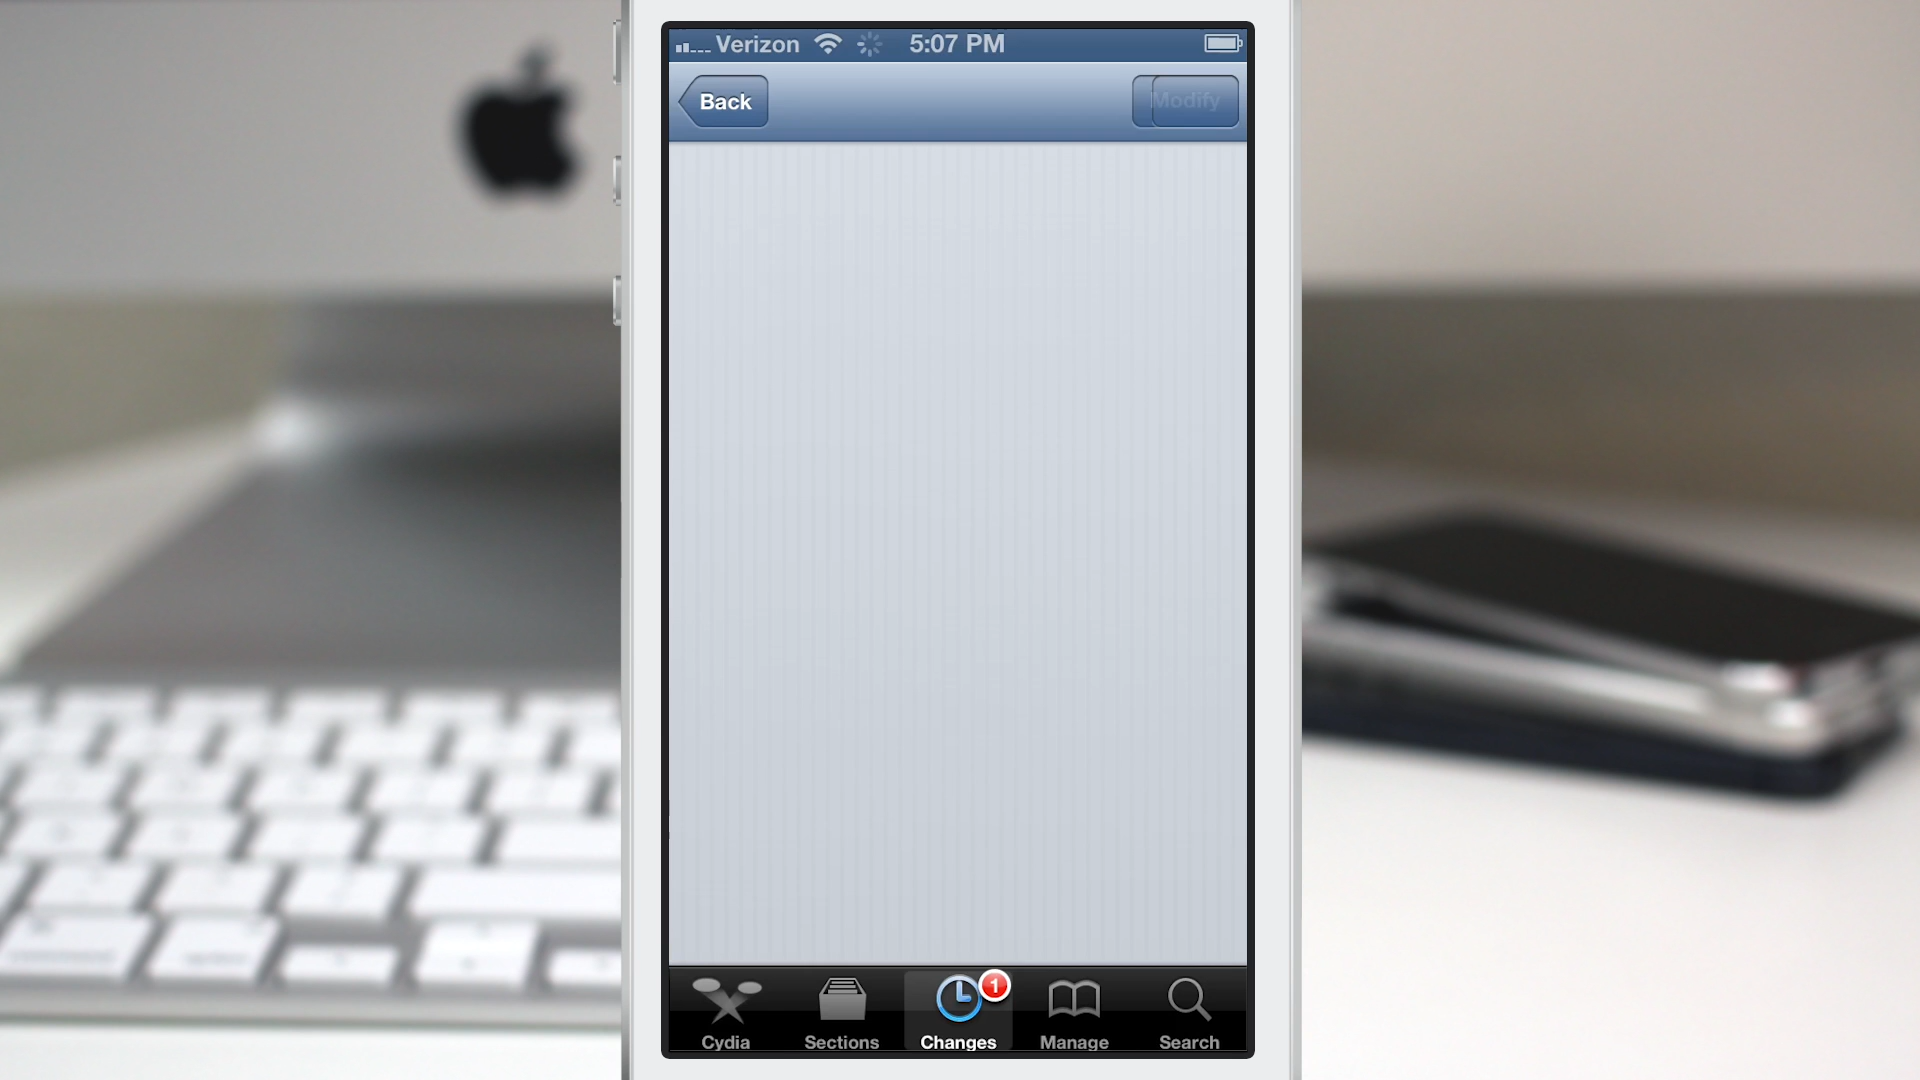 Verizon 5:07 PM
Back
Modify
1
Cydia Sections Changes Manage Search